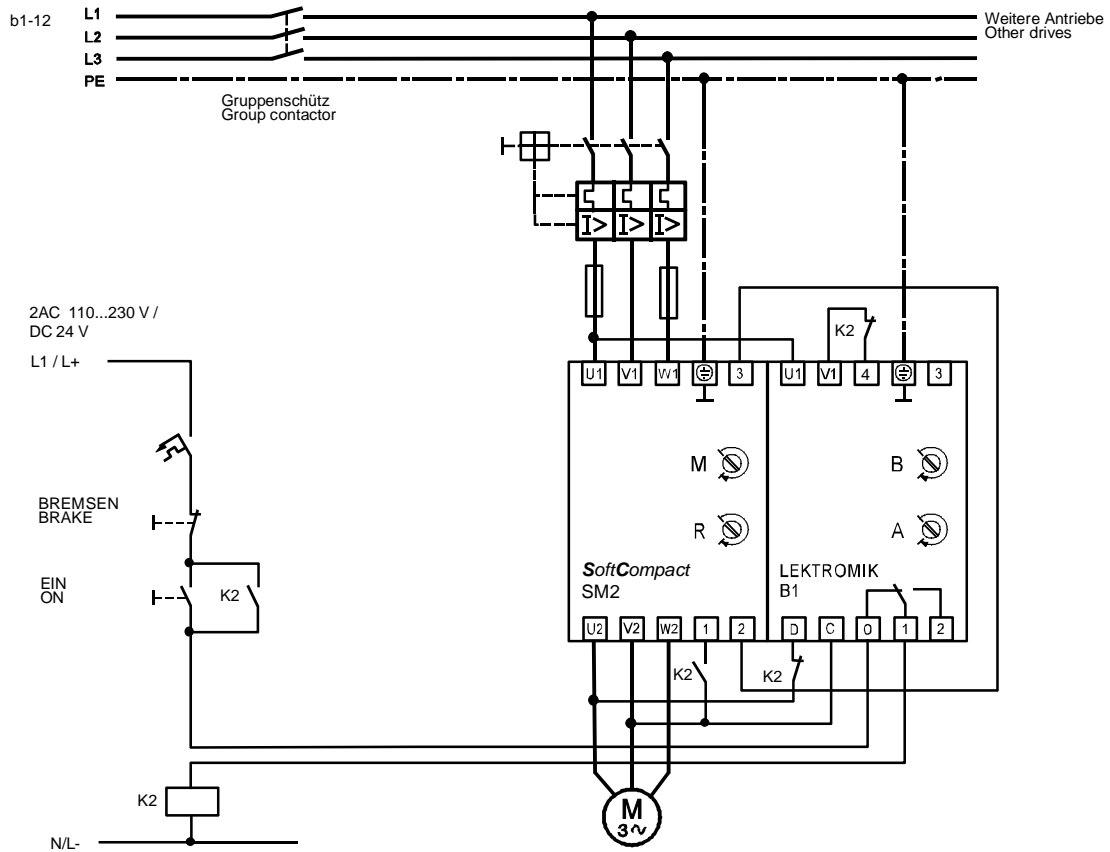 b1-12
L1
L2
L3
PE
Weitere Antriebe
Other drives
Gruppenschütz
Group contactor
I> I> I>
2AC 110...230 V /
DC 24 V
L1 / L+
K2
U1 V1 W1 3 U1 V1 4 3
M B
R A
BREMSEN
BRAKE
EIN
ON
K2
SoftCompact
SM2
LEKTROMIK
B1
U2 V2 W2 1 2 D C 0 1 2
K2 K2
K2
M
3~
N/L-